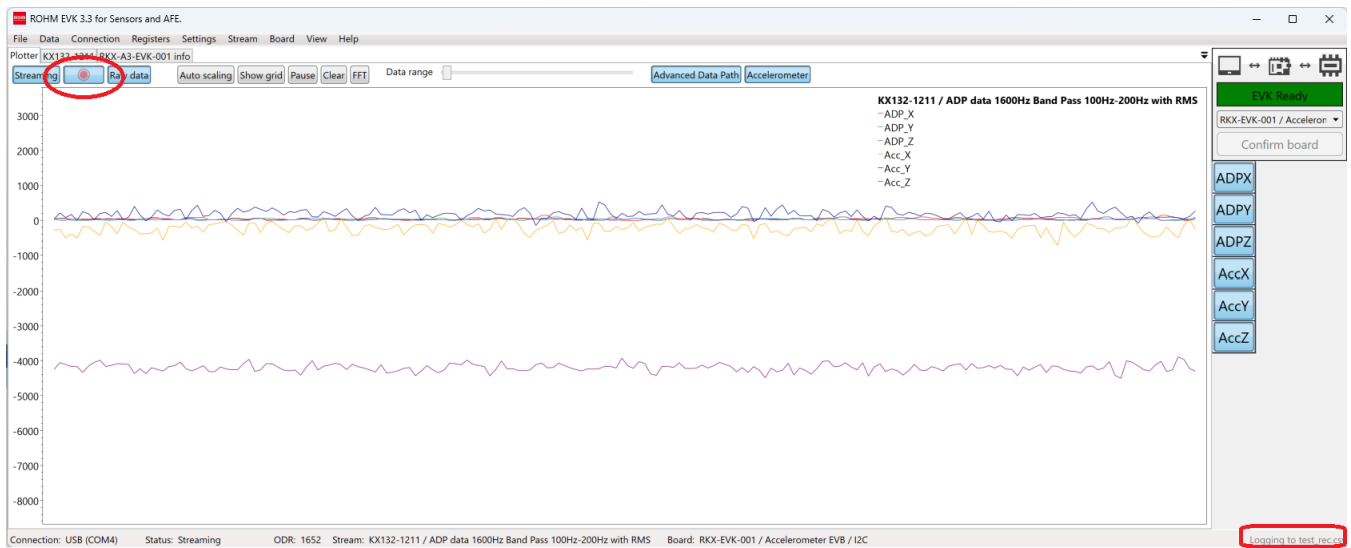 ROHM EVK 3.3 for Sensors and AFE.
File Data Connection Registers Settings Stream Board View Help
Plotter KX132-1211 RKX-A3-EVK-001 info
Streaming Raw data Auto scaling Show grid Pause Clear FFT Data range Advanced Data Path Accelerometer
EVK Ready
RKX-EVK-001 / Acceleron
Confirm board
KX132-1211 / ADP data 1600Hz Band Pass 100Hz-200Hz with RMS
ADP_X
ADP_Y
ADP_Z
Acc_X
Acc_Y
Acc_Z
3000
2000
1000
0
-1000
-2000
-3000
-4000
-5000
-6000
-7000
-8000
ADPX
ADPY
ADPZ
AccX
AccY
AccZ
Connection: USB (COM4) Status: Streaming ODR: 1652 Stream: KX132-1211 / ADP data 1600Hz Band Pass 100Hz-200Hz with RMS Board: RKX-EVK-001 / Accelerometer EVB / I2C Logging to test_rec.cs